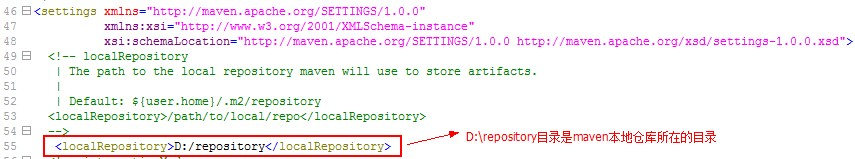 46 <settings xmlns="http://maven.apache.org/SETTINGS/1.0.0"
47 xmlns:xsi="http://www.w3.org/2001/XMLSchema-instance"
48 xsi:schemaLocation="http://maven.apache.org/SETTINGS/1.0.0 http://maven.apache.org/xsd/settings-1.0.0.xsd">
49 <!-- localRepository
50 | The path to the local repository maven will use to store artifacts.
51 |
52 | Default: ${user.home}/.m2/repository
53 <localRepository>/path/to/local/repo</localRepository>
54 -->
55 <localRepository>D:/repository</localRepository>
D:\repository目录是maven本地仓库所在的目录